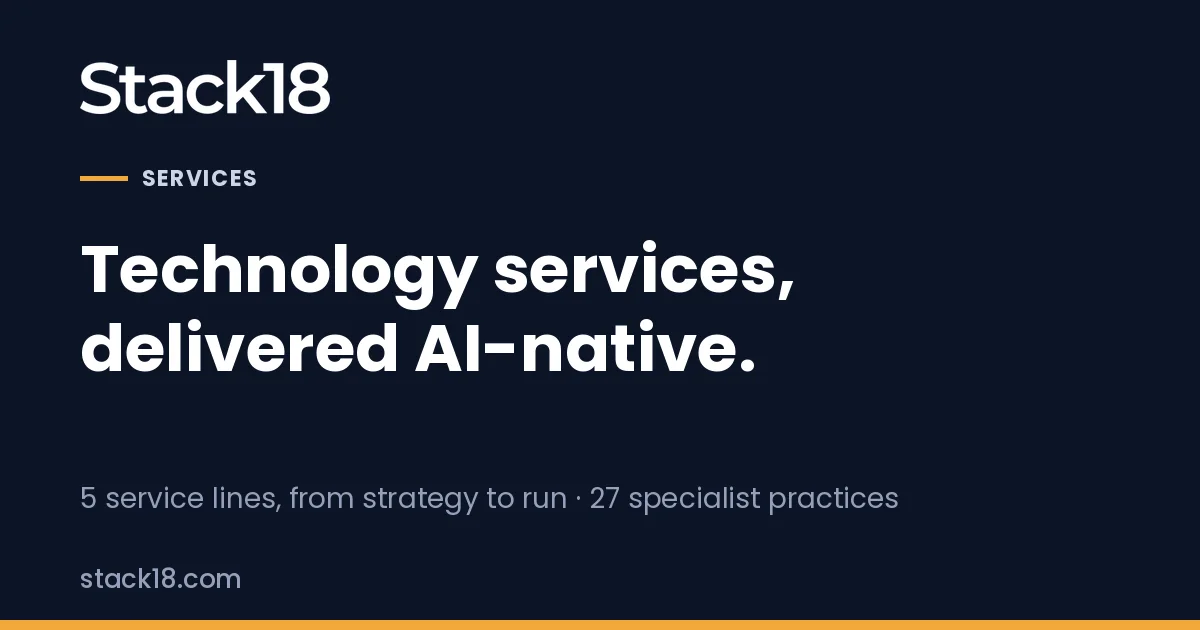 Stack18
SERVICES
Technology services,
delivered AI-native.
5 service lines, from strategy to run · 27 specialist practices
stack18.com